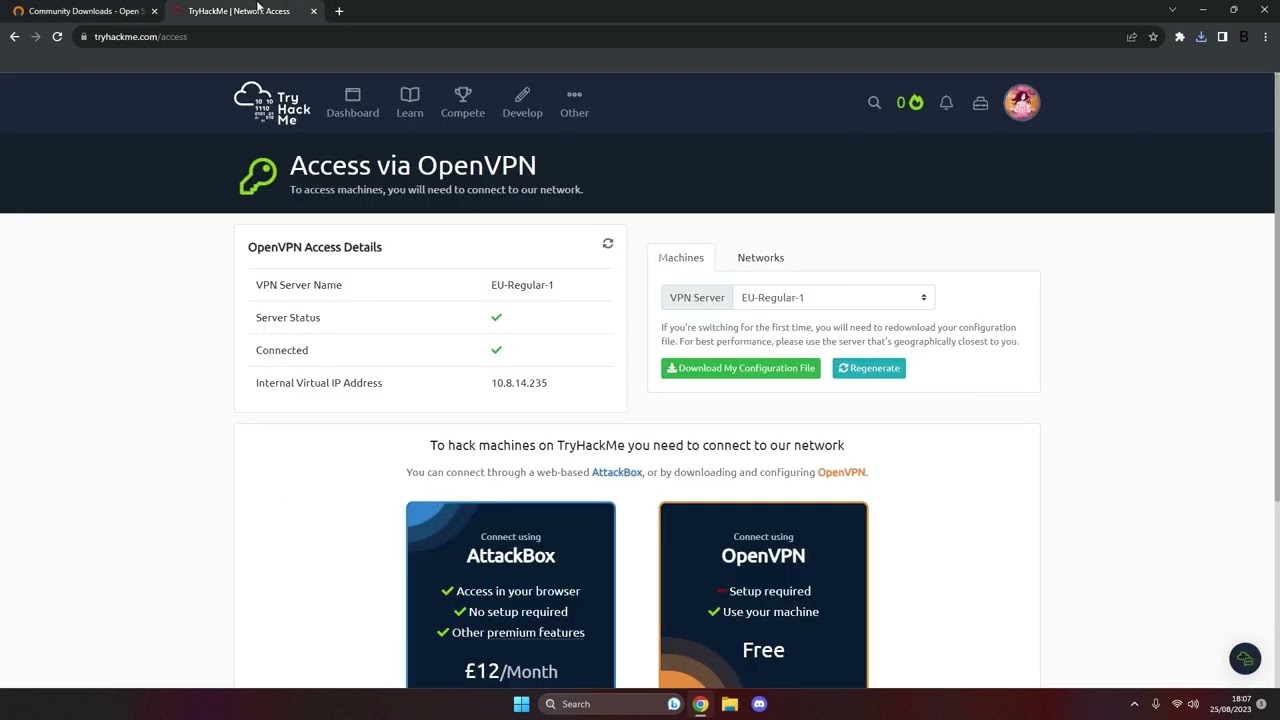 Community Downloads - Open S
TryHackMe | Network Access
tryhackme.com/access
B
Try
Hack
Me
10 10
1110
0101 01
Dashboard
Learn
Compete
Develop
Other
0
Access via OpenVPN
To access machines, you will need to connect to our network.
OpenVPN Access Details
VPN Server Name
EU-Regular-1
Server Status
Connected
Internal Virtual IP Address
10.8.14.235
Machines
Networks
VPN Server
EU-Regular-1
If you're switching for the first time, you will need to redownload your configuration
file. For best performance, please use the server that's geographically closest to you.
Download My Configuration File
Regenerate
To hack machines on TryHackMe you need to connect to our network
You can connect through a web-based AttackBox, or by downloading and configuring OpenVPN.
Connect using
AttackBox
Access in your browser
No setup required
Other premium features
£12/Month
Connect using
OpenVPN
Setup required
Use your machine
Free
Search
18:07
25/08/2023
3